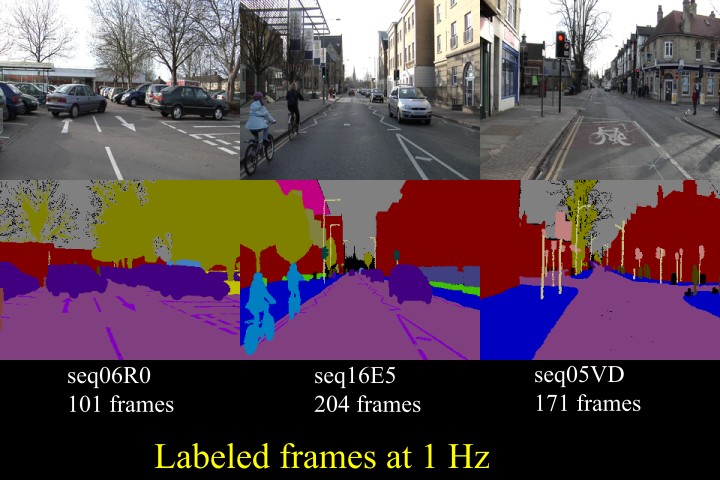 seq06R0
101 frames
seq16E5
204 frames
seq05VD
171 frames
Labeled frames at 1 Hz